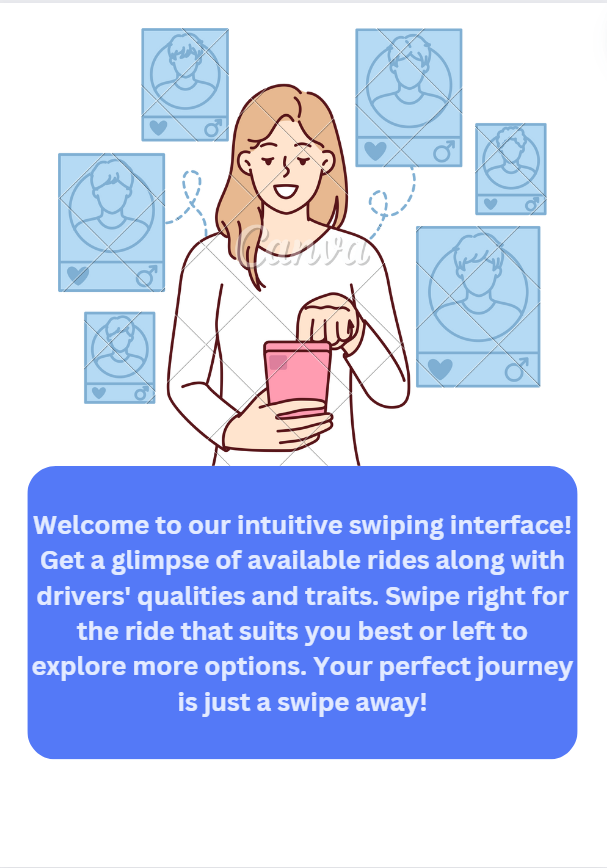 Canva
Welcome to our intuitive swiping interface!
Get a glimpse of available rides along with
drivers' qualities and traits. Swipe right for
the ride that suits you best or left to
explore more options. Your perfect journey
is just a swipe away!